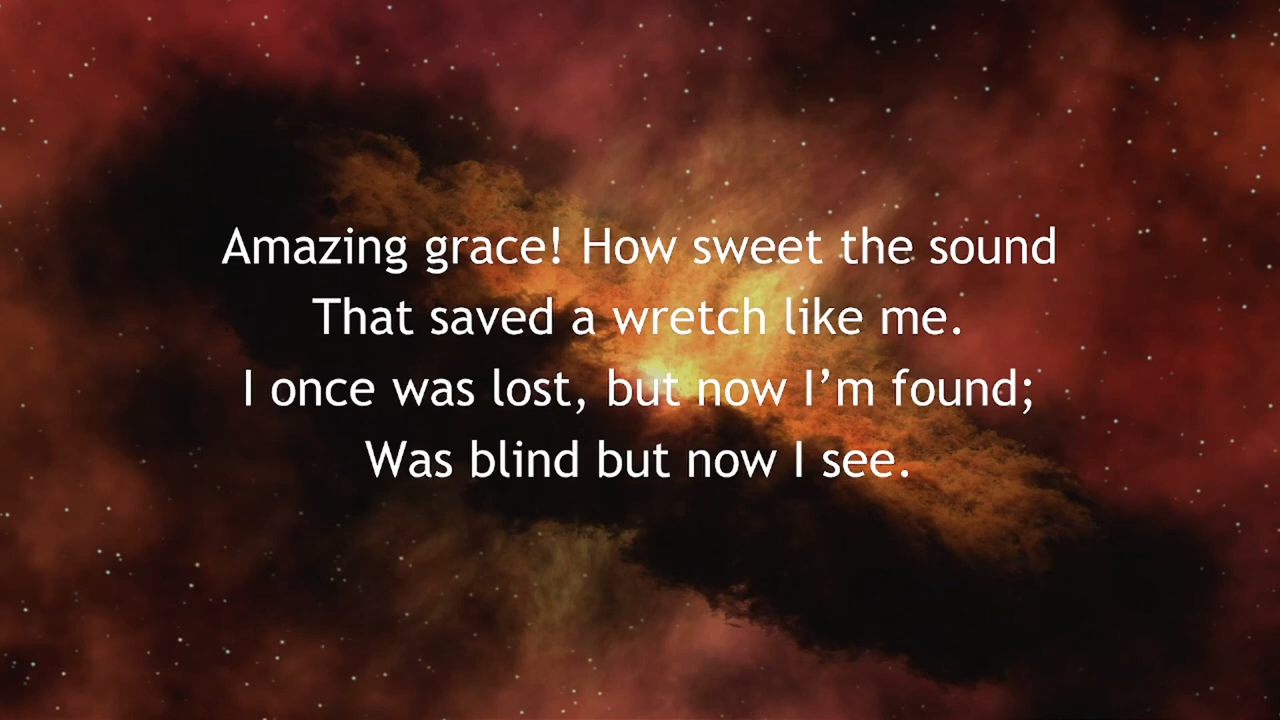 Amazing grace! How sweet the sound
That saved a wretch like me.
I once was lost, but now I’m found;
Was blind but now I see.